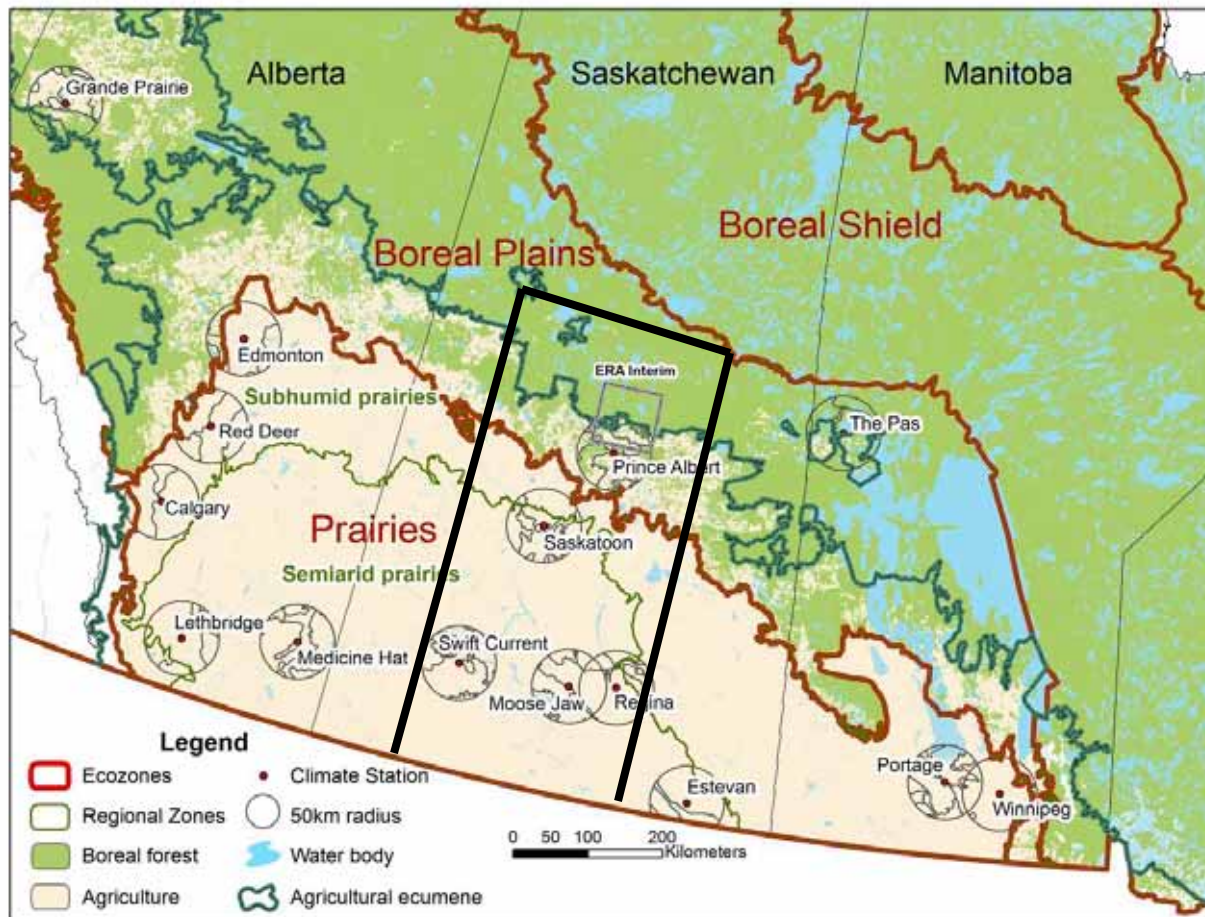 Alberta
Saskatchewan
Manitoba
Grande Prairie
Boreal Shield
Boreal Plains
Edmonton
ERA Interim
Subhumid prairies
Red Deer
The Pas
Prince Albert
Calgary
Prairies
Saskatoon
Semiarid prairies
Lethbridge
Swift Current
Medicine Hat
Moose Jaw
Regina
Legend
Portage
Ecozones
Climate Station
Estevan
Winnipeg
Regional Zones
50km radius
0 50 100 200
Kilometers
Boreal forest
Water body
Agriculture
Agricultural ecumene